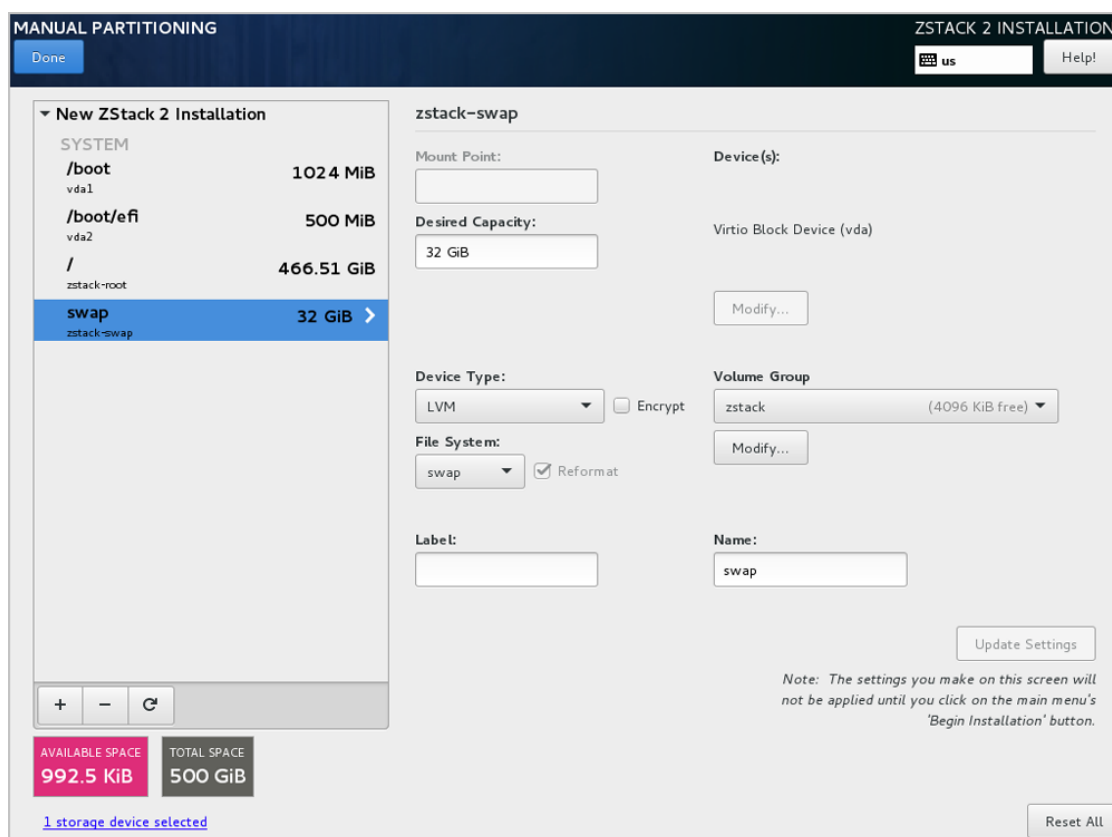 MANUAL PARTITIONING
ZSTACK 2 INSTALLATION
Done
us
Help!
New ZStack 2 Installation
SYSTEM
/boot
1024 MiB
vda1
/boot/efi
500 MiB
vda2
/
466.51 GiB
zstack-root
swap
32 GiB
zstack-swap
zstack-swap
Mount Point:
Device(s):
Desired Capacity:
32 GiB
Virtio Block Device (vda)
Modify...
Device Type:
Volume Group
LVM
Encrypt
zstack
(4096 KiB free)
File System:
Modify...
swap
Reformat
Label:
Name:
swap
Update Settings
Note: The settings you make on this screen will
not be applied until you click on the main menu's
'Begin Installation' button.
+
−
AVAILABLE SPACE
992.5 KiB
TOTAL SPACE
500 GiB
1 storage device selected
Reset All